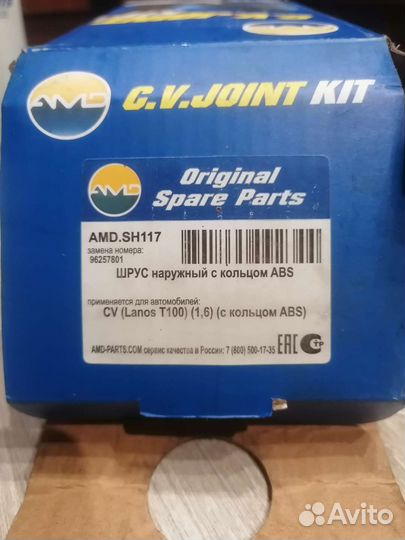 AMD
C.V.JOINT KIT
AMD
Original
Spare Parts
AMD.SH117
замена номера:
96257801
ШРУС наружный с кольцом ABS
применяется для автомобилей:
CV (Lanos T100) (1,6) (с кольцом ABS)
AMD-PARTS.COM сервис качества в России: 7 (800) 500-17-35
EAC
СТР
Avito